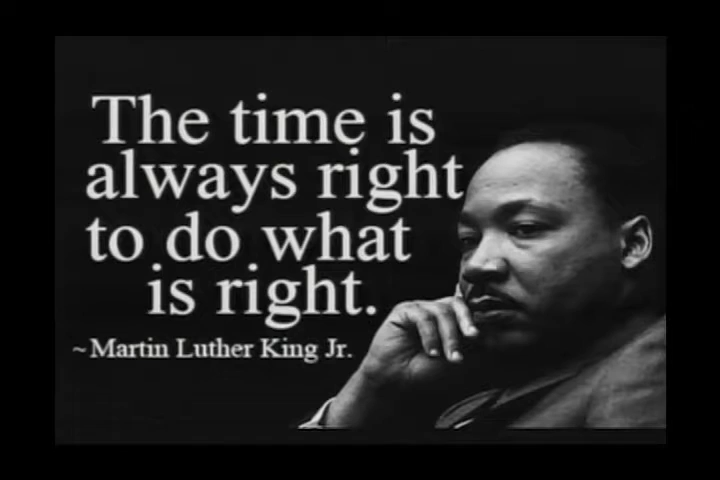 The time is
always right
to do what
is right.
~Martin Luther King Jr.